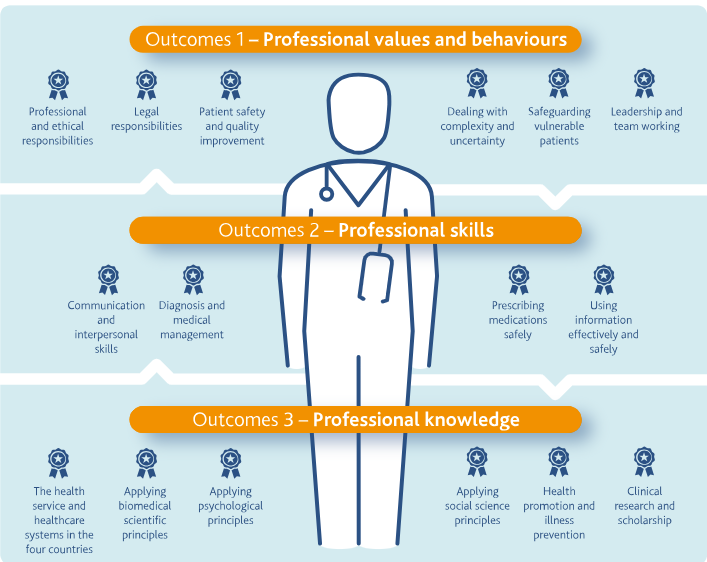 Outcomes 1 – Professional values and behaviours
Professional
and ethical
responsibilities
Legal
responsibilities
Patient safety
and quality
improvement
Dealing with
complexity and
uncertainty
Safeguarding
vulnerable
patients
Leadership and
team working
Outcomes 2 – Professional skills
Communication
and
interpersonal
skills
Diagnosis and
medical
management
Prescribing
medications
safely
Using
information
effectively and
safely
Outcomes 3 – Professional knowledge
The health
service and
healthcare
systems in the
four countries
Applying
biomedical
scientific
principles
Applying
psychological
principles
Applying
social science
principles
Health
promotion and
illness
prevention
Clinical
research and
scholarship